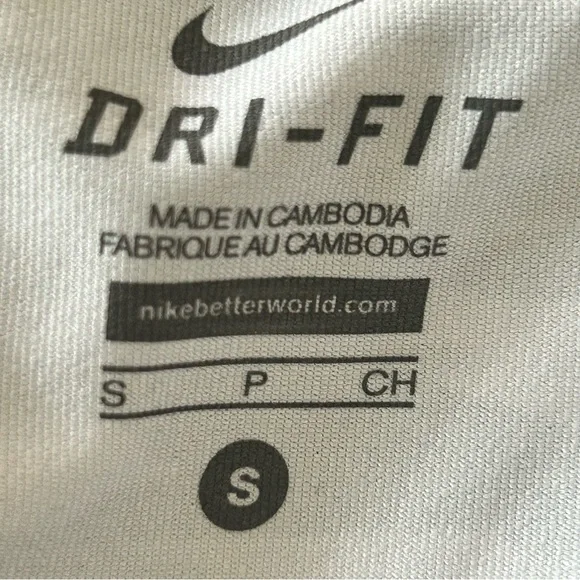 DRI-FIT
MADE IN CAMBODIA
FABRIQUE AU CAMBODGE
nikebetterworld.com
S P CH
S